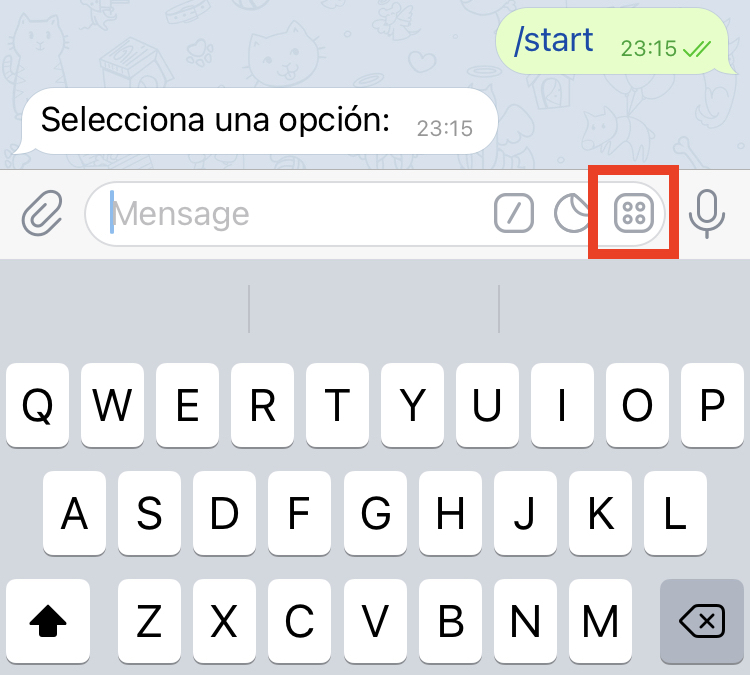 /start 23:15
Selecciona una opción: 23:15
Mensage
Q W E R T Y U I O P
A S D F G H J K L
Z X C V B N M